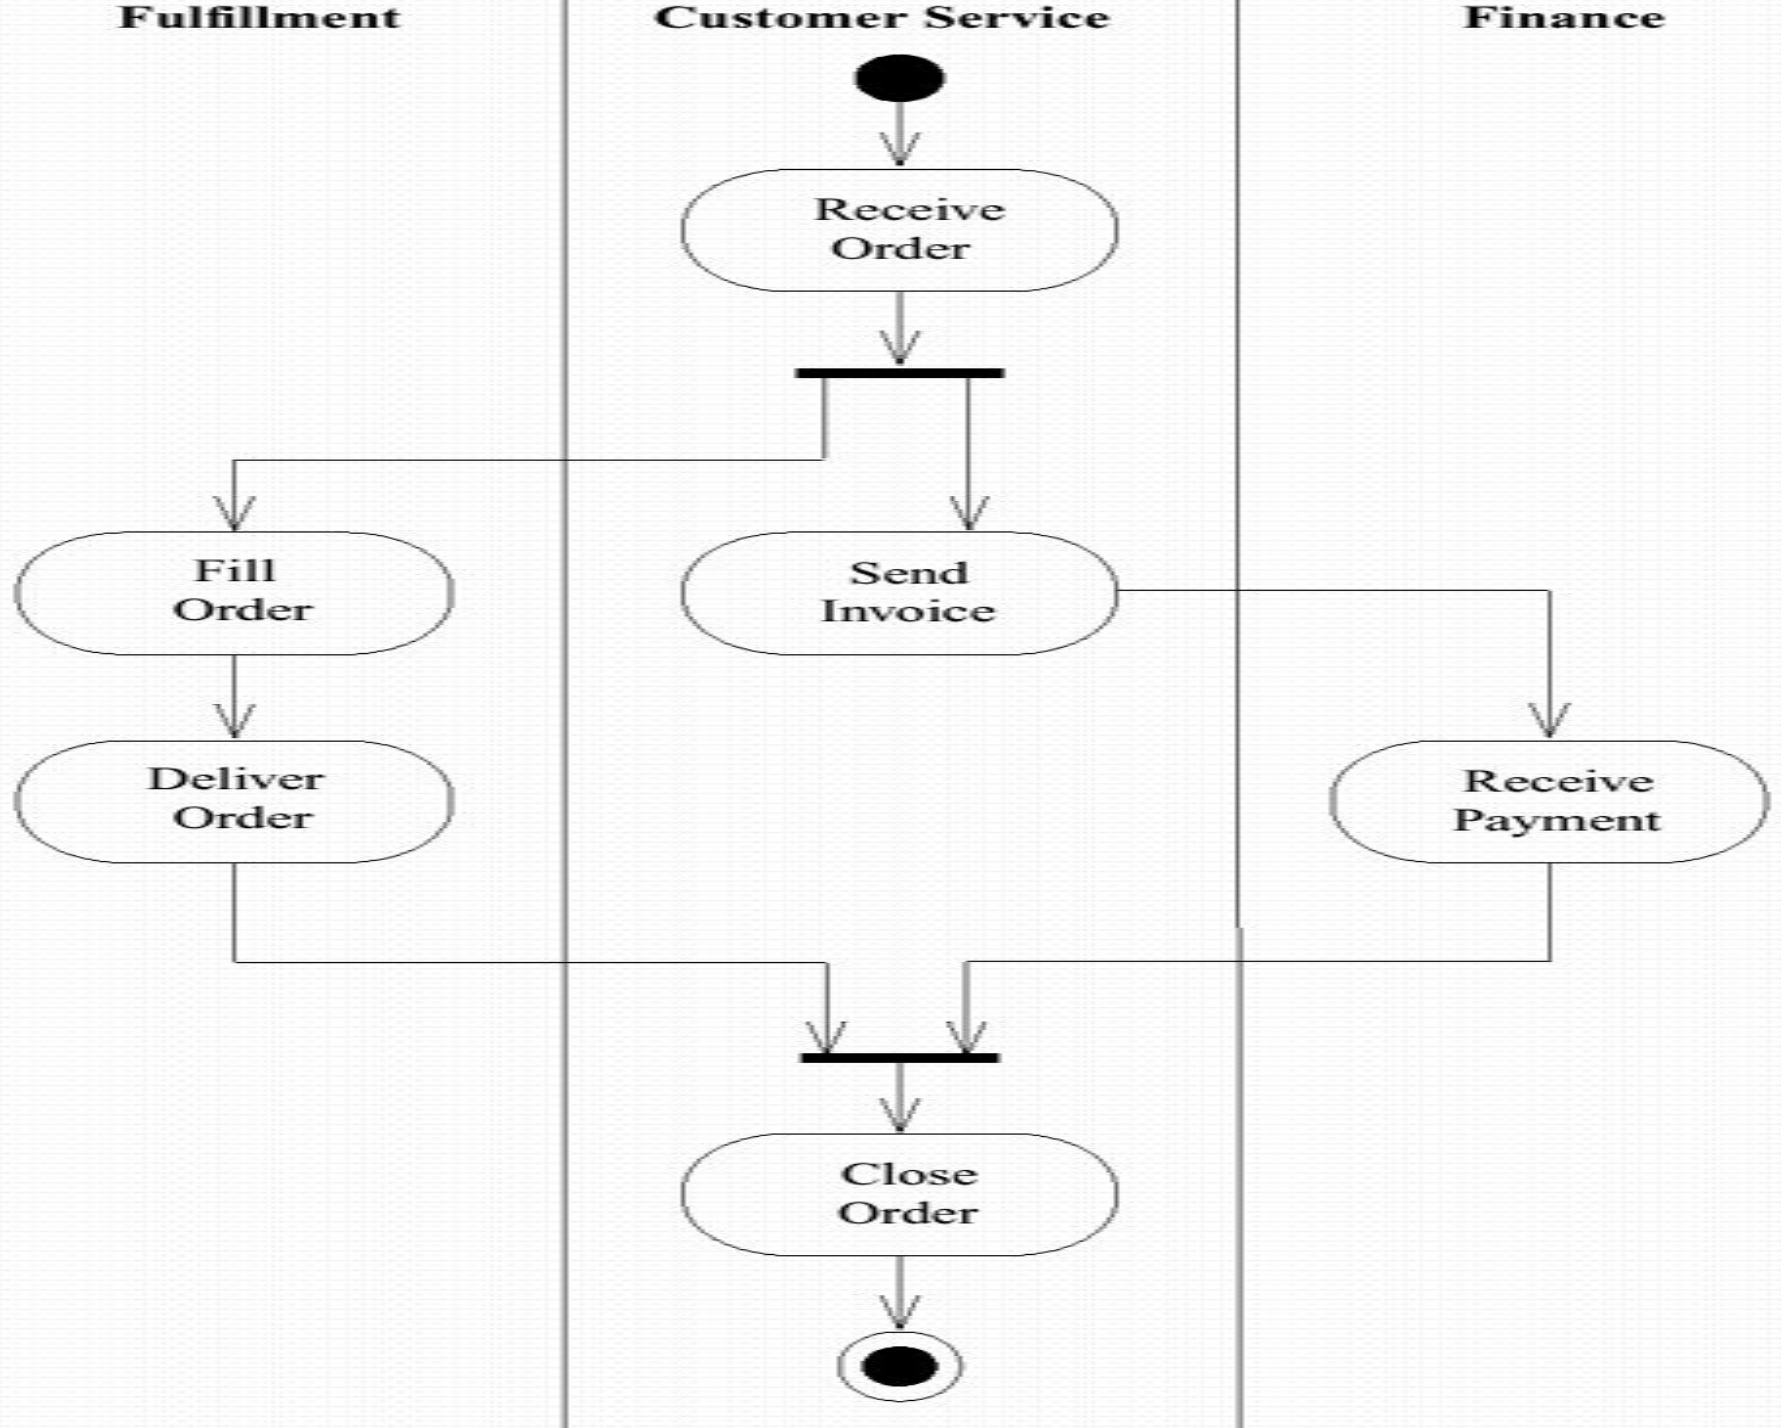 Fulfillment
Customer Service
Finance
Receive
Order
Fill
Order
Send
Invoice
Deliver
Order
Receive
Payment
Close
Order